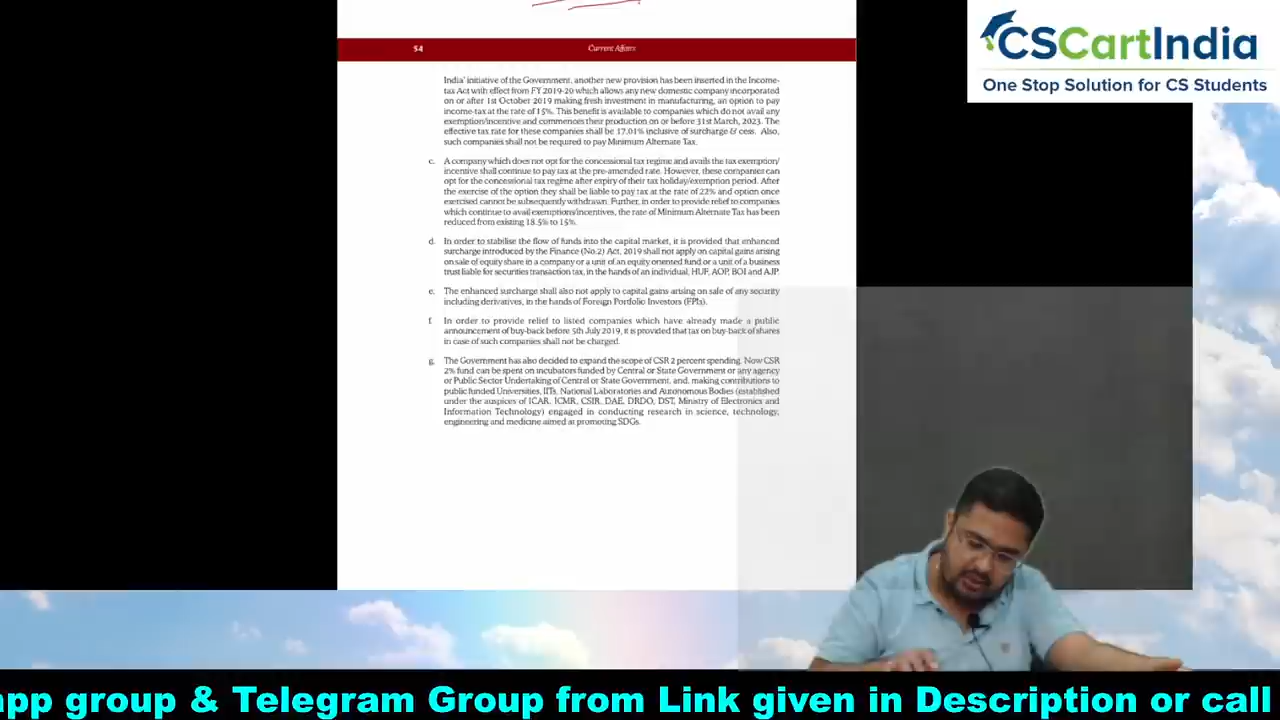 CSCartIndia
One Stop Solution for CS Students
54
Current Affairs
India' initiative of the Government, another new provision has been inserted in the Income-
tax Act with effect from FY 2019-20 which allows any new domestic company incorporated
on or after 1st October 2019 making fresh investment in manufacturing, an option to pay
income-tax at the rate of 15%. This benefit is available to companies which do not avail any
exemption/incentive and commences their production on or before 31st March, 2023. The
effective tax rate for these companies shall be 17.01% inclusive of surcharge & cess. Also,
such companies shall not be required to pay Minimum Alternate Tax.
c. A company which does not opt for the concessional tax regime and avails the tax exemption/
incentive shall continue to pay tax at the pre-amended rate. However, these companies can
opt for the concessional tax regime after expiry of their tax holiday/exemption period. After
the exercise of the option they shall be liable to pay tax at the rate of 22% and option once
exercised cannot be subsequently withdrawn. Further, in order to provide relief to companies
which continue to avail exemptions/incentives, the rate of Minimum Alternate Tax has been
reduced from existing 18.5% to 15%.
d. In order to stabilise the flow of funds into the capital market, it is provided that enhanced
surcharge introduced by the Finance (No.2) Act, 2019 shall not apply on capital gains arising
on sale of equity share in a company or a unit of an equity oriented fund or a unit of a business
trust liable for securities transaction tax, in the hands of an individual, HUF, AOP, BOI and AJP.
e. The enhanced surcharge shall also not apply to capital gains arising on sale of any security
including derivatives, in the hands of Foreign Portfolio Investors (FPIs).
f. In order to provide relief to listed companies which have already made a public
announcement of buy-back before 5th July 2019, it is provided that tax on buy-back of shares
in case of such companies shall not be charged.
g. The Government has also decided to expand the scope of CSR 2 percent spending. Now CSR
2% fund can be spent on incubators funded by Central or State Government or any agency
or Public Sector Undertaking of Central or State Government, and, making contributions to
public funded Universities, IITs, National Laboratories and Autonomous Bodies (established
under the auspices of ICAR, ICMR, CSIR, DAE, DRDO, DST, Ministry of Electronics and
Information Technology) engaged in conducting research in science, technology,
engineering and medicine aimed at promoting SDGs.
app group & Telegram Group from Link given in Description or call